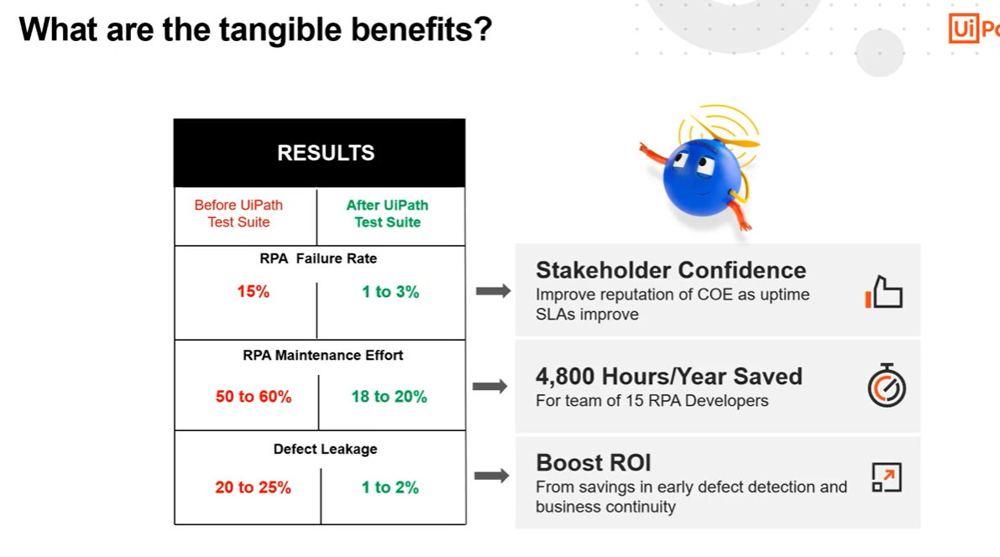 What are the tangible benefits?
Ui
RESULTS
Before UiPath
Test Suite
After UiPath
Test Suite
RPA  Failure Rate
15%
1 to 3%
Stakeholder Confidence
Improve reputation of COE as uptime
SLAs improve
RPA Maintenance Effort
50 to 60%
18 to 20%
4,800 Hours/Year Saved
For team of 15 RPA Developers
Defect Leakage
20 to 25%
1 to 2%
Boost ROI
From savings in early defect detection and
business continuity